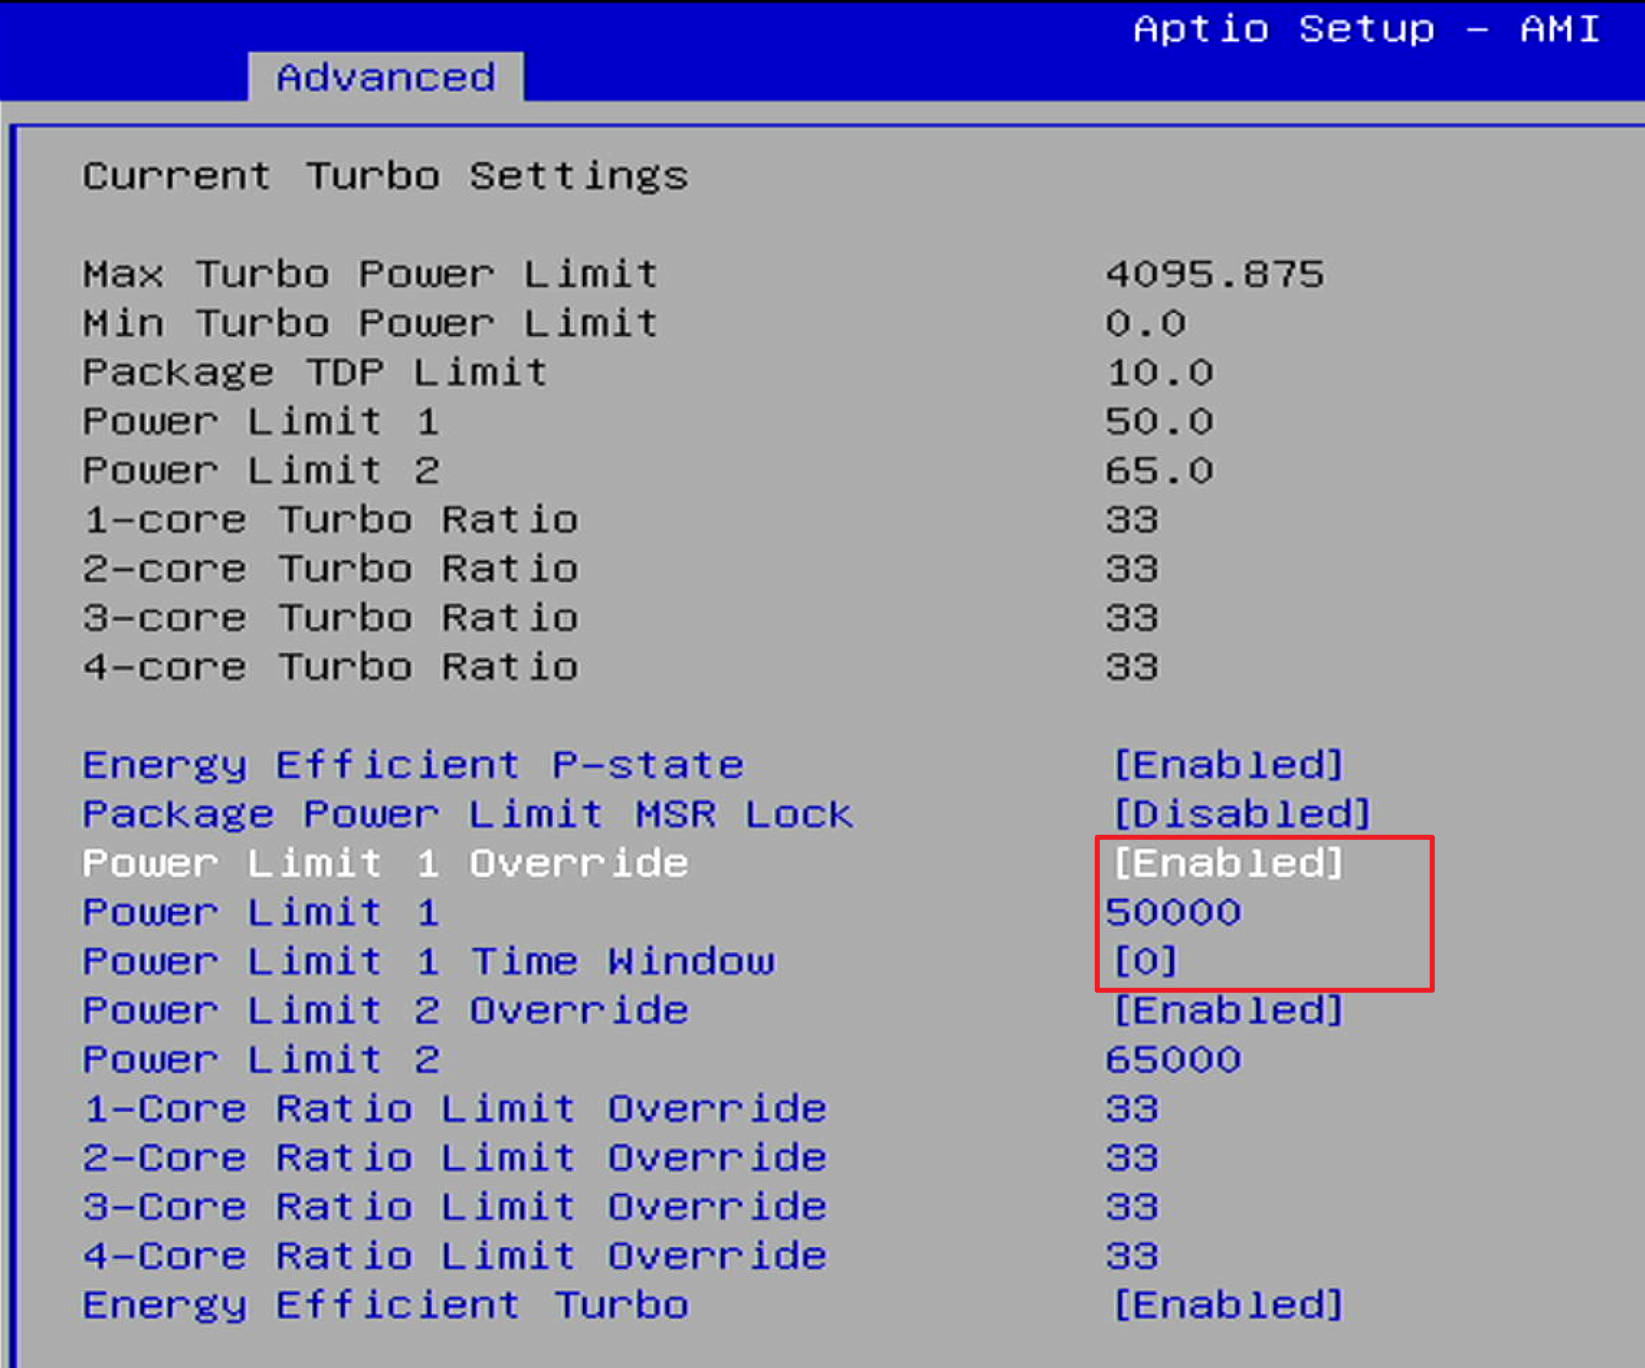 Aptio Setup - AMI
Advanced
Current Turbo Settings
Max Turbo Power Limit 4095.875
Min Turbo Power Limit 0.0
Package TDP Limit 10.0
Power Limit 1 50.0
Power Limit 2 65.0
1-core Turbo Ratio 33
2-core Turbo Ratio 33
3-core Turbo Ratio 33
4-core Turbo Ratio 33
Energy Efficient P-state [Enabled]
Package Power Limit MSR Lock [Disabled]
Power Limit 1 Override [Enabled]
Power Limit 1 50000
Power Limit 1 Time Window [0]
Power Limit 2 Override [Enabled]
Power Limit 2 65000
1-Core Ratio Limit Override 33
2-Core Ratio Limit Override 33
3-Core Ratio Limit Override 33
4-Core Ratio Limit Override 33
Energy Efficient Turbo [Enabled]